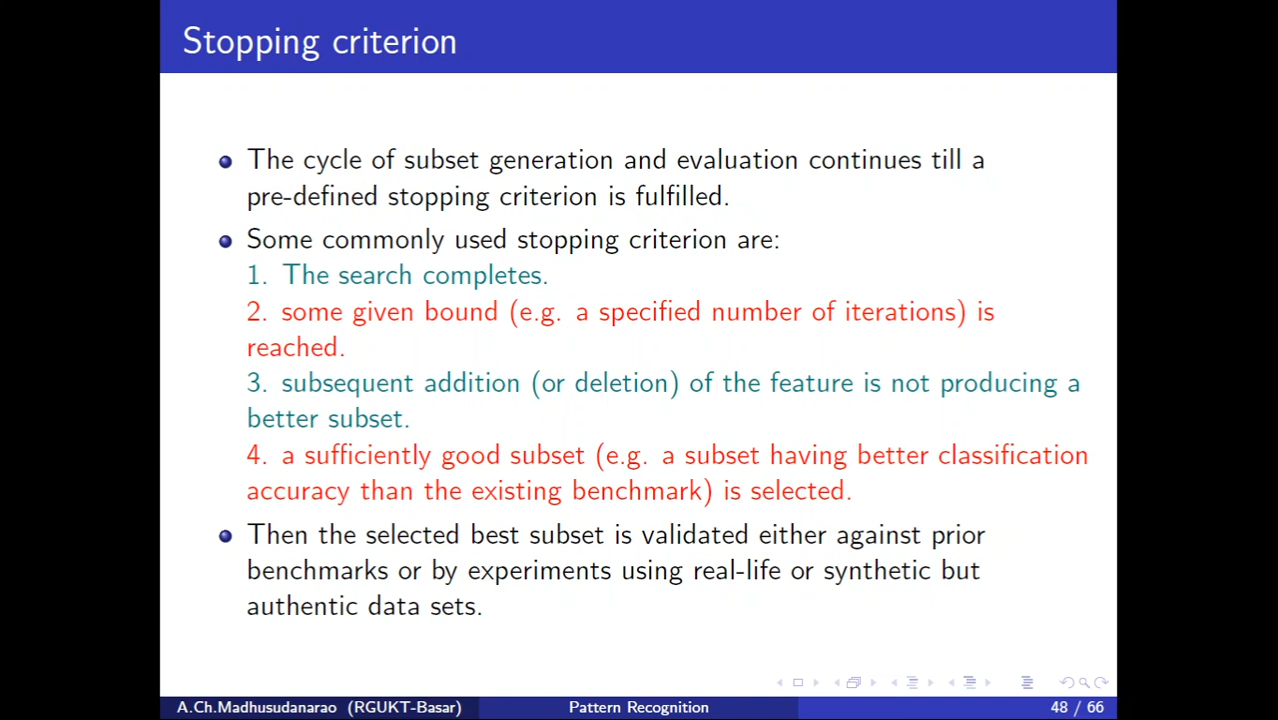 Stopping criterion
The cycle of subset generation and evaluation continues till a
pre-defined stopping criterion is fulfilled.
Some commonly used stopping criterion are:
1. The search completes.
2. some given bound (e.g. a specified number of iterations) is
reached.
3. subsequent addition (or deletion) of the feature is not producing a
better subset.
4. a sufficiently good subset (e.g. a subset having better classification
accuracy than the existing benchmark) is selected.
Then the selected best subset is validated either against prior
benchmarks or by experiments using real-life or synthetic but
authentic data sets.
A.Ch.Madhusudanarao (RGUKT-Basar) Pattern Recognition 48 / 66